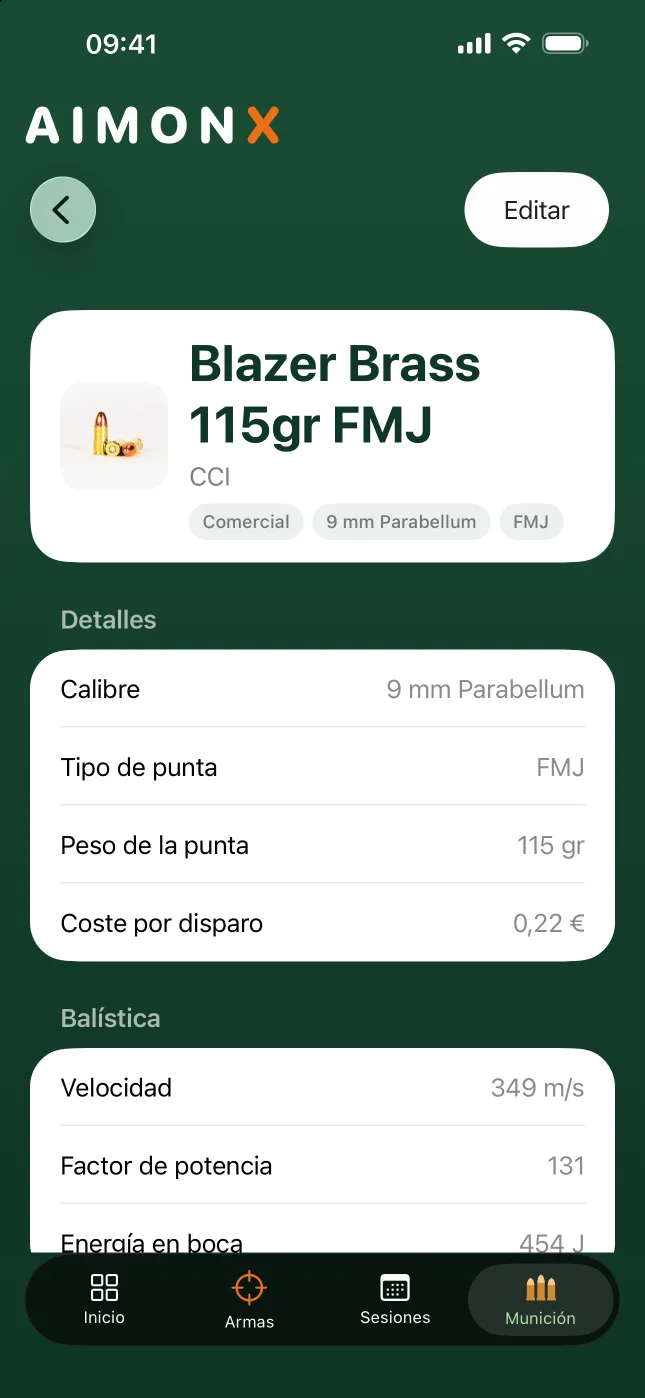 09:41
AIMONX
Editar
Blazer Brass
115gr FMJ
CCI
Comercial 9 mm Parabellum FMJ
Detalles
Calibre 9 mm Parabellum
Tipo de punta FMJ
Peso de la punta 115 gr
Coste por disparo 0,22 €
Balística
Velocidad 349 m/s
Factor de potencia 131
Energía en boca 454 J
Inicio Armas Sesiones Munición